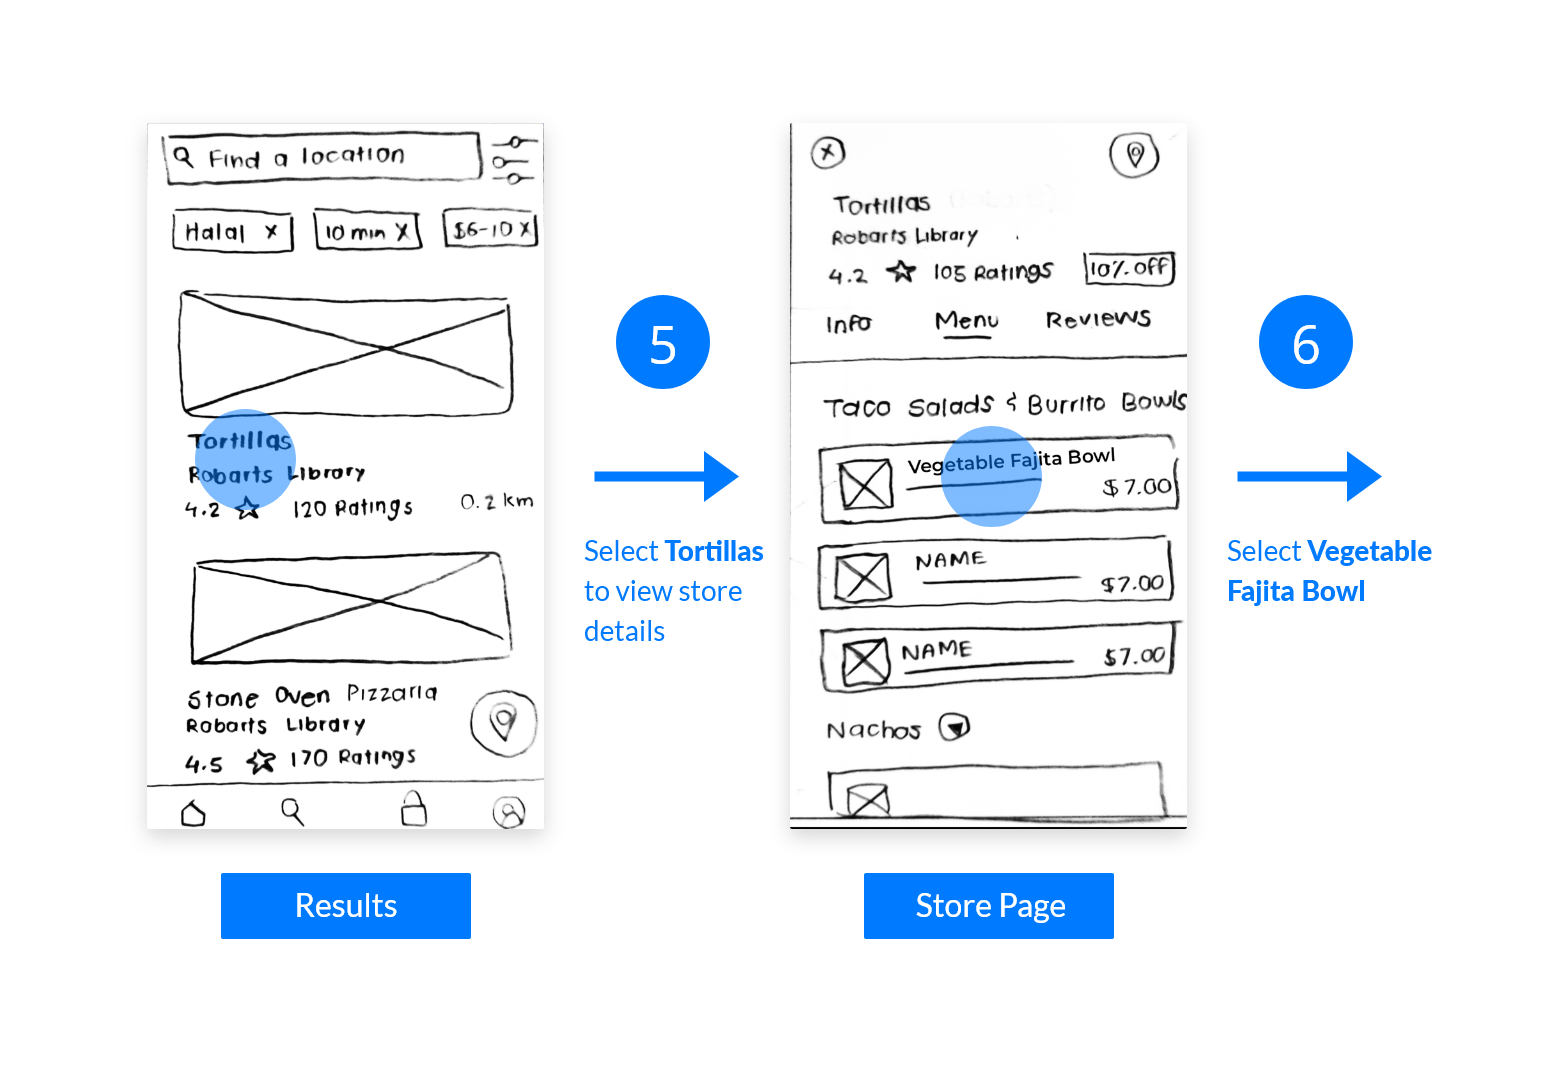 Find a location
Halal x
10 min X
$6-10 X
Tortillas
Robarts Library
4.2 120 Ratings 0.2 km
Stone Oven Pizzaria
Robarts Library
4.5 170 Ratings
Results
5
Select Tortillas
to view store
details
x
Tortillas
Robarts Library
4.2 105 Ratings 10% off
Info Menu Reviews
Taco Salads & Burrito Bowls
Vegetable Fajita Bowl
$7.00
NAME
$7.00
NAME
$7.00
Nachos
Store Page
6
Select Vegetable
Fajita Bowl